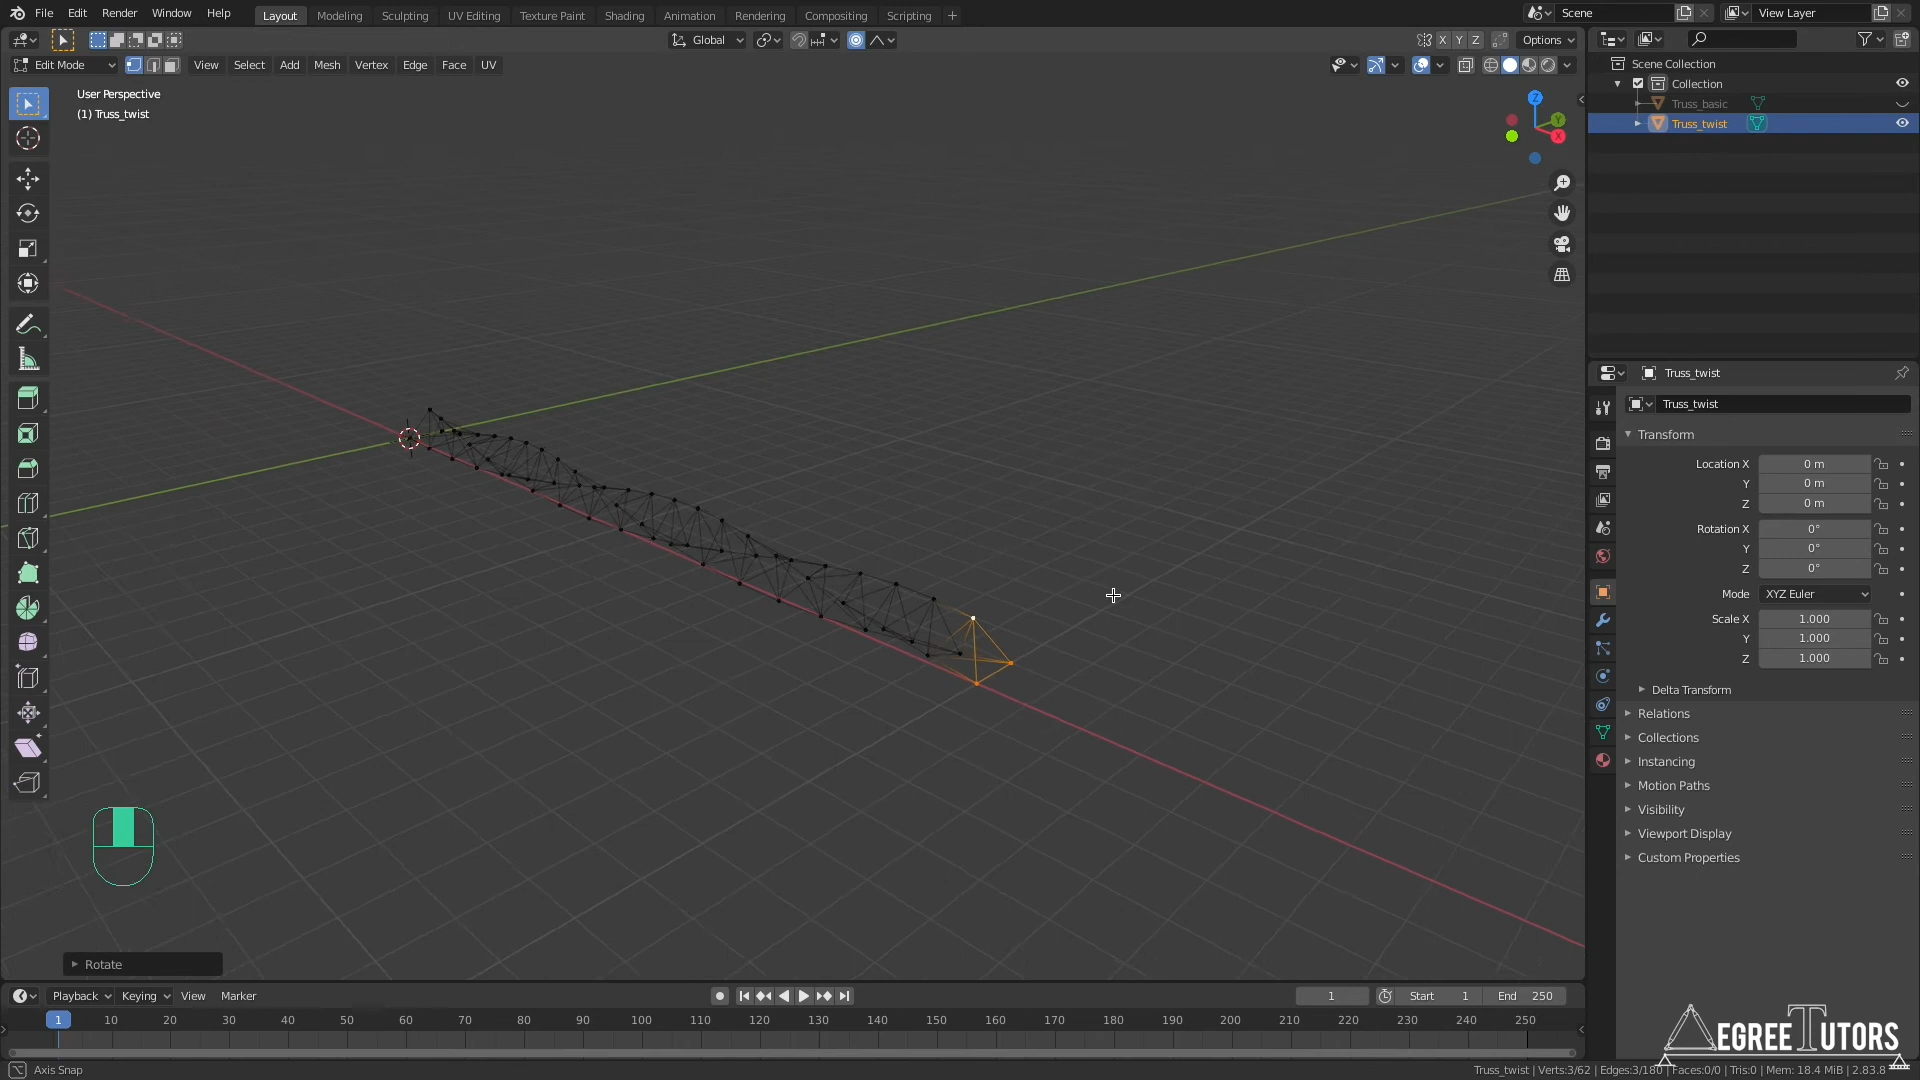 File Edit Render Window Help Layout Modeling Sculpting UV Editing Texture Paint Shading Animation Rendering Compositing Scripting + Scene View Layer
Global X Y Z Options
Edit Mode View Select Add Mesh Vertex Edge Face UV
User Perspective
(1) Truss_twist
Z
Y
X
Scene Collection
Collection
Truss_basic
Truss_twist
Truss_twist
Truss_twist
Transform
Location X 0 m
Y 0 m
Z 0 m
Rotation X 0°
Y 0°
Z 0°
Mode XYZ Euler
Scale X 1.000
Y 1.000
Z 1.000
Delta Transform
Relations
Collections
Instancing
Motion Paths
Visibility
Viewport Display
Custom Properties
Rotate
Playback Keying View Marker 1 Start 1 End 250
1 10 20 30 40 50 60 70 80 90 100 110 120 130 140 150 160 170 180 190 200 210 220 230 240 250
DEGREE TUTORS
Axis Snap
Truss_twist | Verts:3/62 | Edges:3/180 | Faces:0/0 | Tris:0 | Mem: 18.4 MiB | 2.83.8